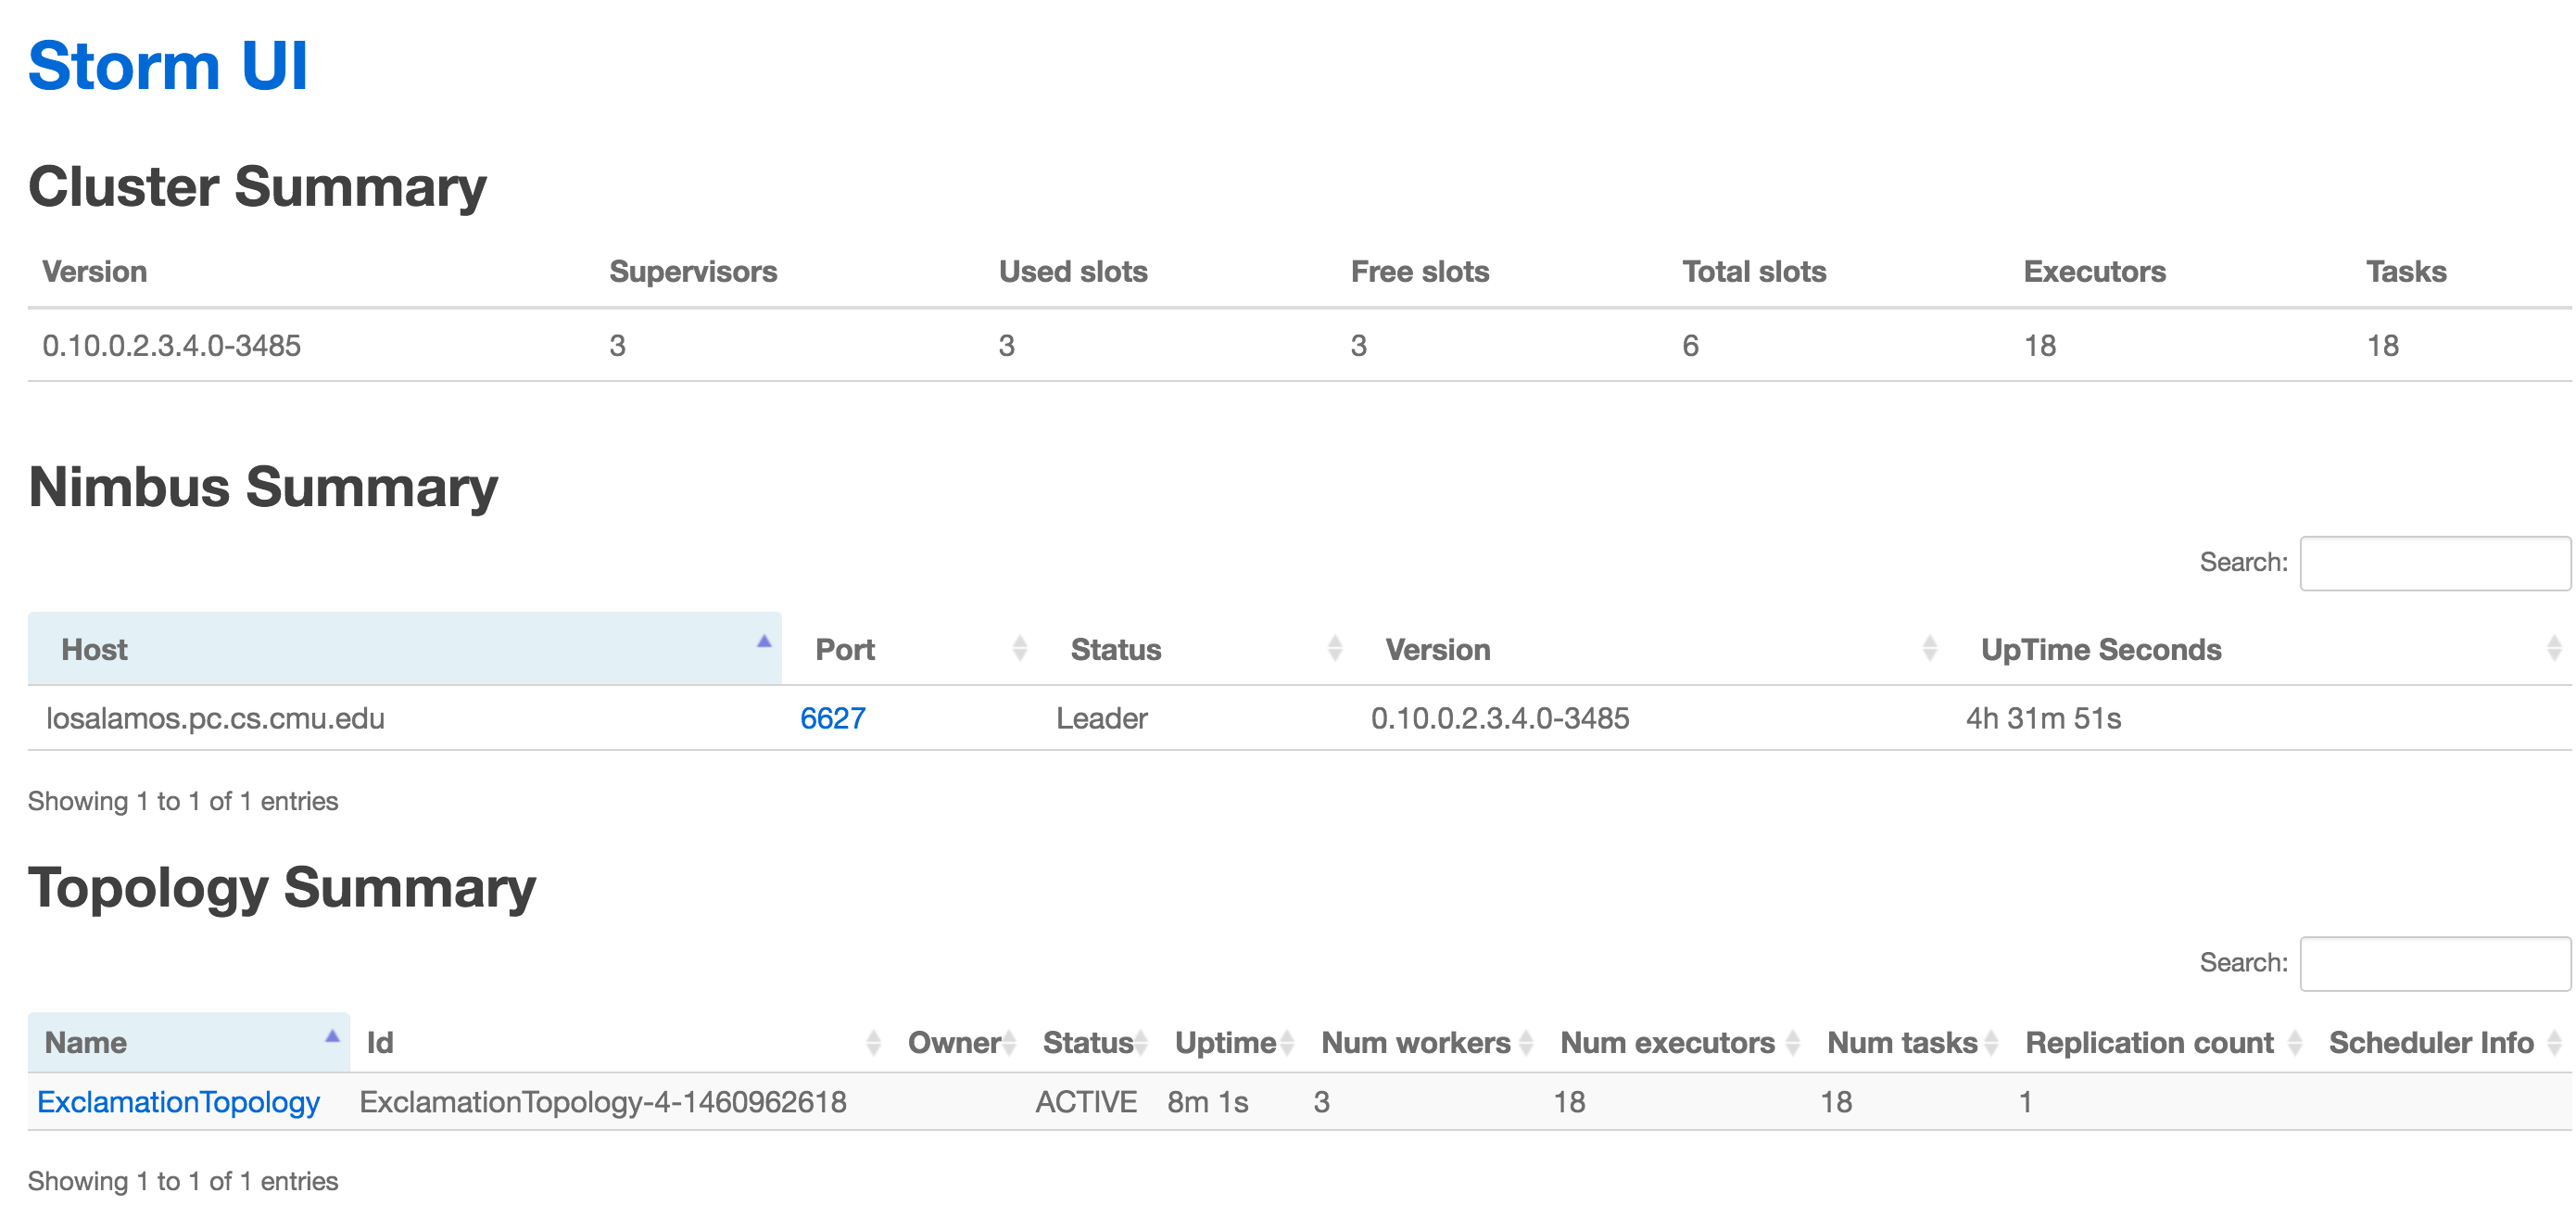 Storm UI
Cluster Summary
Version Supervisors Used slots Free slots Total slots Executors Tasks
0.10.0.2.3.4.0-3485 3 3 3 6 18 18
Nimbus Summary
Search:
Host Port Status Version UpTime Seconds
losalamos.pc.cs.cmu.edu 6627 Leader 0.10.0.2.3.4.0-3485 4h 31m 51s
Showing 1 to 1 of 1 entries
Topology Summary
Search:
Name Id Owner Status Uptime Num workers Num executors Num tasks Replication count Scheduler Info
ExclamationTopology ExclamationTopology-4-1460962618 ACTIVE 8m 1s 3 18 18 1
Showing 1 to 1 of 1 entries